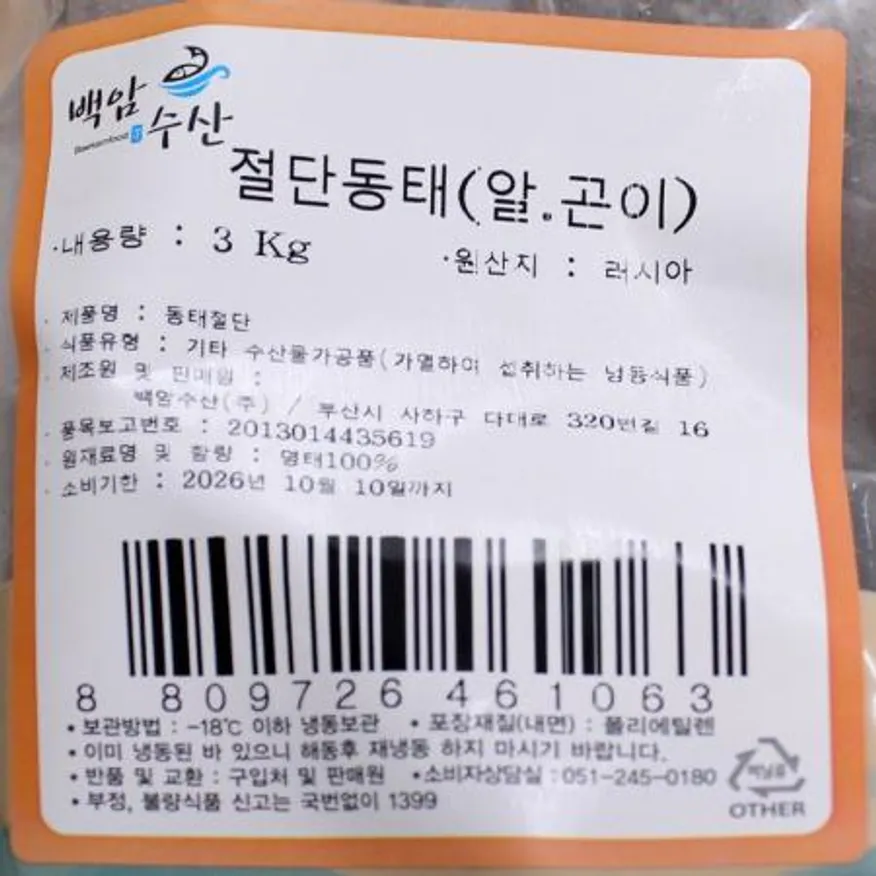 백암
수산
절단동태(알.곤이)
·내용량 : 3 Kg
·원산지 : 러시아
· 제품명 : 동태절단
· 식품유형 : 기타 수산물가공품(가열하여 섭취하는 냉동식품)
· 제조원 및 판매원 :
백암수산(주) / 부산시 사하구 다대로 320번길 16
· 품목보고번호 : 2013014435619
· 원재료명 및 함량 : 명태100%
· 소비기한 : 2026년 10월 10일까지
8 809726 461063
• 보관방법 : -18℃ 이하 냉동보관 • 포장재질(내면) : 폴리에틸렌
• 이미 냉동된 바 있으니 해동후 재냉동 하지 마시기 바랍니다.
• 반품 및 교환 : 구입처 및 판매원 •소비자상담실 : 051-245-0180
• 부정, 불량식품 신고는 국번없이 1399
비닐류
OTHER